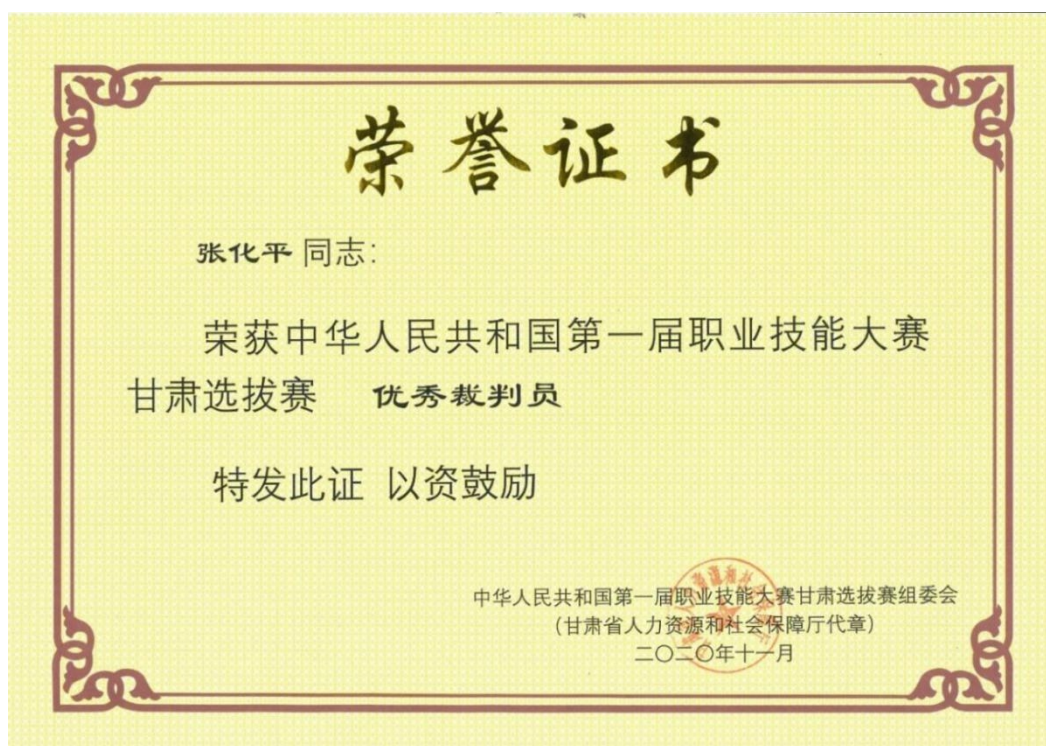 荣誉证书
张化平 同志:
荣获中华人民共和国第一届职业技能大赛
甘肃选拔赛 优秀裁判员
特发此证 以资鼓励
中华人民共和国第一届职业技能大赛甘肃选拔赛组委会
(甘肃省人力资源和社会保障厅代章)
二〇二〇年十一月